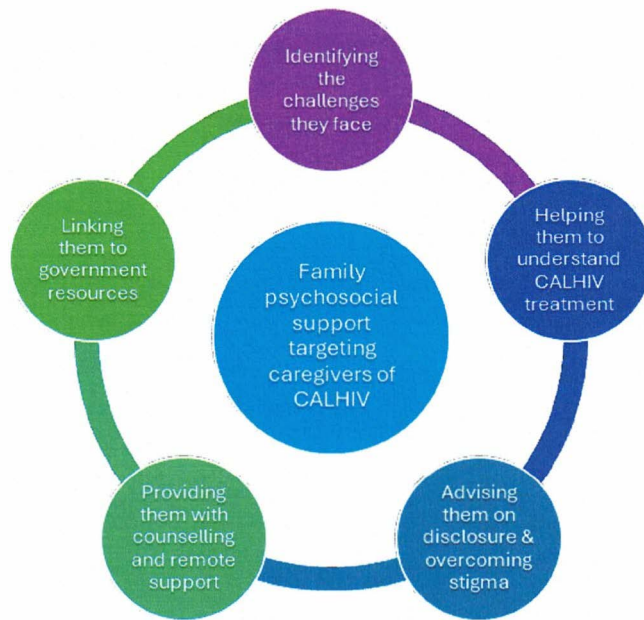 Identifying
the
challenges
they face
Helping
them to
understand
CALHIV
treatment
Advising
them on
disclosure &
overcoming
stigma
Providing
them with
counselling
and remote
support
Linking
them to
government
resources
Family
psychosocial
support
targeting
caregivers of
CALHIV